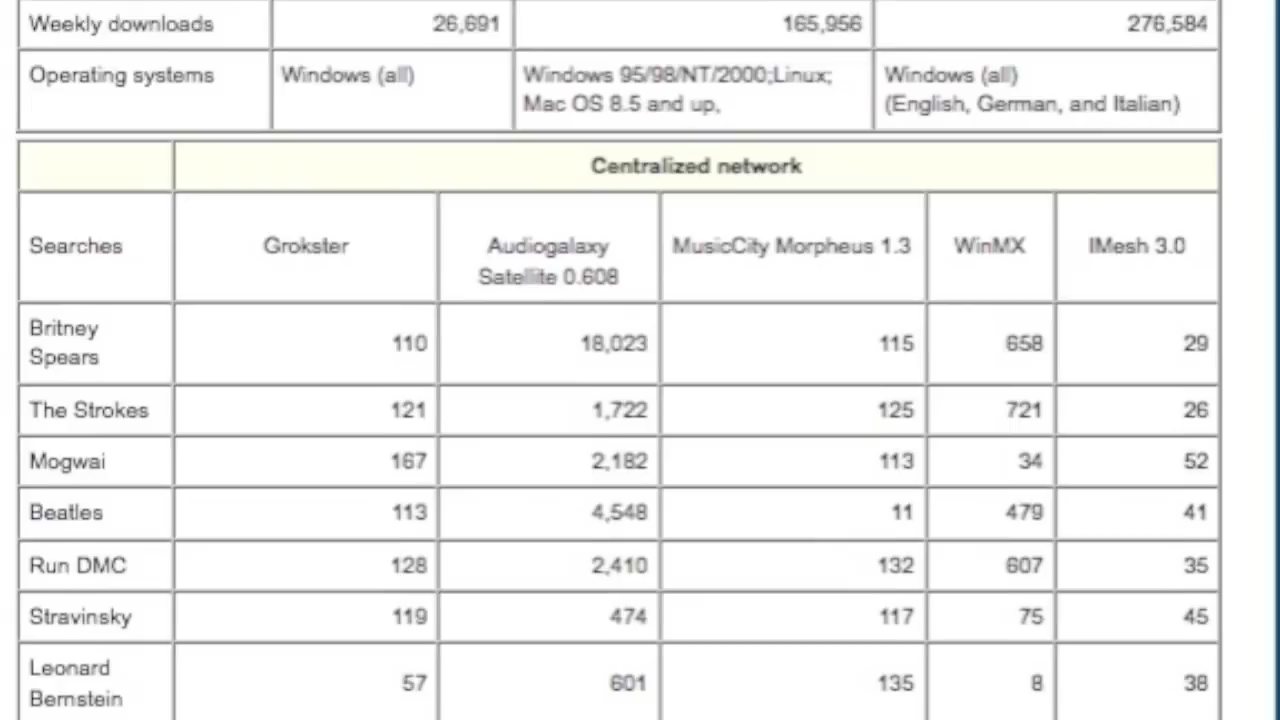 Weekly downloads 26,691 165,956 276,584
Operating systems Windows (all) Windows 95/98/NT/2000;Linux; Windows (all)
Mac OS 8.5 and up, (English, German, and Italian)
Centralized network
Searches Grokster Audiogalaxy MusicCity Morpheus 1.3 WinMX IMesh 3.0
Satellite 0.608
Britney
Spears 110 18,023 115 658 29
The Strokes 121 1,722 125 721 26
Mogwai 167 2,182 113 34 52
Beatles 113 4,548 11 479 41
Run DMC 128 2,410 132 607 35
Stravinsky 119 474 117 75 45
Leonard
Bernstein 57 601 135 8 38